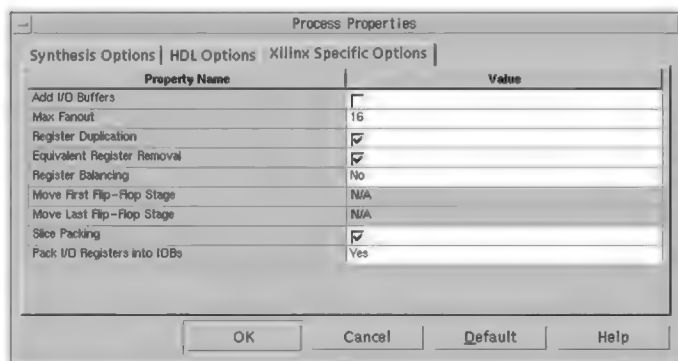 Process Properties
Synthesis Options HDL Options Xilinx Specific Options
Property Name Value
Add I/O Buffers
Max Fanout 16
Register Duplication
Equivalent Register Removal
Register Balancing No
Move First Flip-Flop Stage N/A
Move Last Flip-Flop Stage N/A
Slice Packing
Pack I/O Registers into IOBs Yes
OK Cancel Default Help